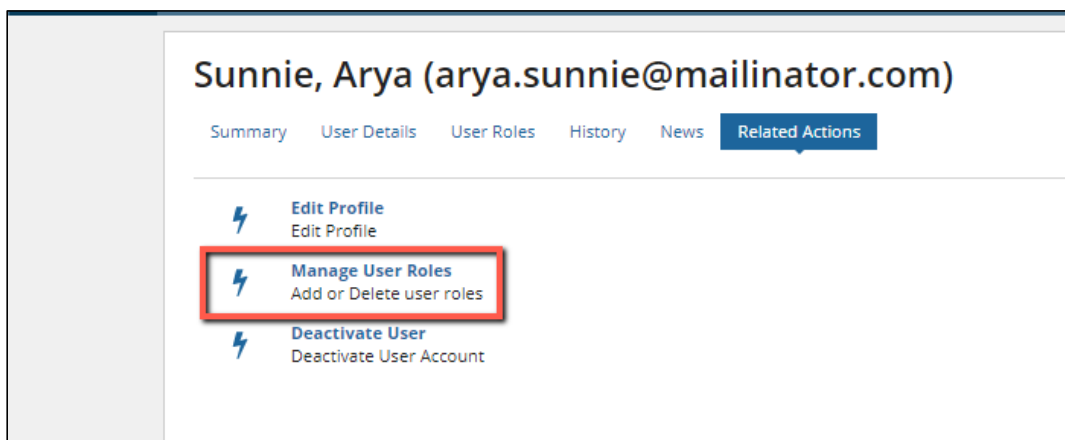 Sunnie, Arya (arya.sunnie@mailinator.com)
Summary User Details User Roles History News Related Actions
Edit Profile
Edit Profile
Manage User Roles
Add or Delete user roles
Deactivate User
Deactivate User Account